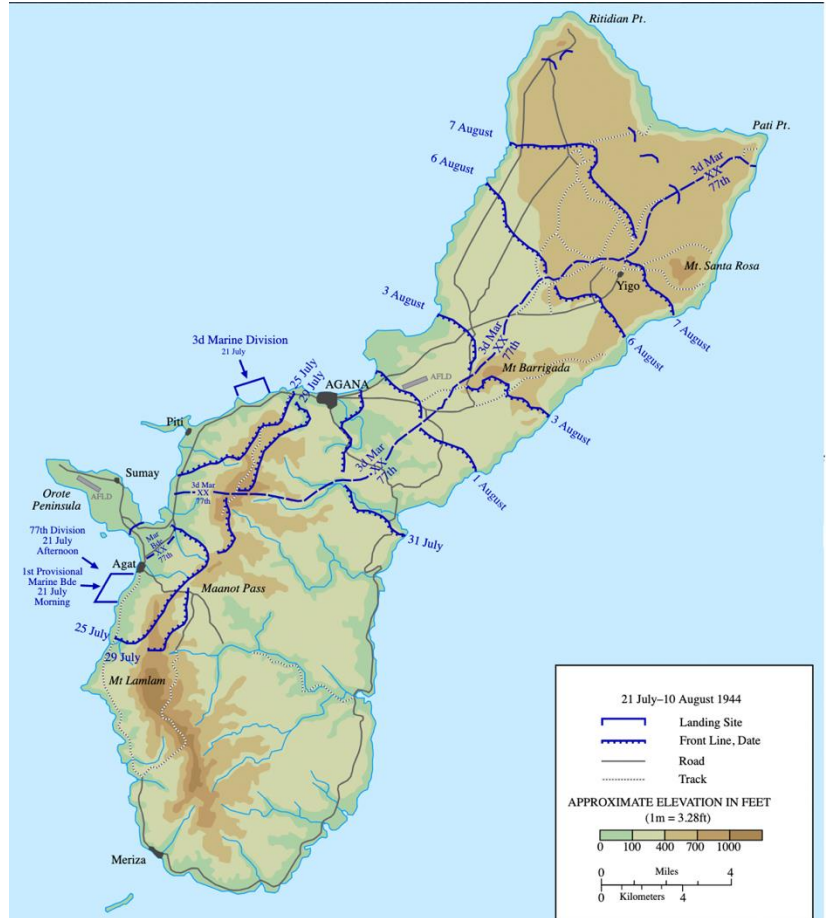 Ritidian Pt.
7 August
Pati Pt.
6 August
3d Mar
XX
77th
Mt. Santa Rosa
Yigo
3 August
7 August
6 August
3d Mar
XX
77th
3d Marine Division
21 July
Mt Barrigada
25 July
29 July
AGANA
AFLD
3 August
Piti
3d Mar
XX
77th
1 August
Sumay
3d Mar
XX
77th
Orote
Peninsula
AFLD
31 July
77th Division
21 July
Afternoon
Mar
Bde
XX
77th
Agat
1st Provisional
Marine Bde
21 July
Morning
Maanot Pass
25 July
29 July
Mt Lamlam
Meriza
21 July–10 August 1944
Landing Site
Front Line, Date
Road
Track
APPROXIMATE ELEVATION IN FEET
(1m = 3.28ft)
0 100 400 700 1000
0 Miles 4
0 Kilometers 4